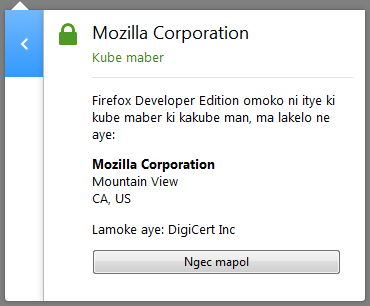 Mozilla Corporation
Kube maber
Firefox Developer Edition omoko ni itye ki
kube maber ki kakube man, ma lakelo ne
aye:
Mozilla Corporation
Mountain View
CA, US
Lamoke aye: DigiCert Inc
Ngec mapol